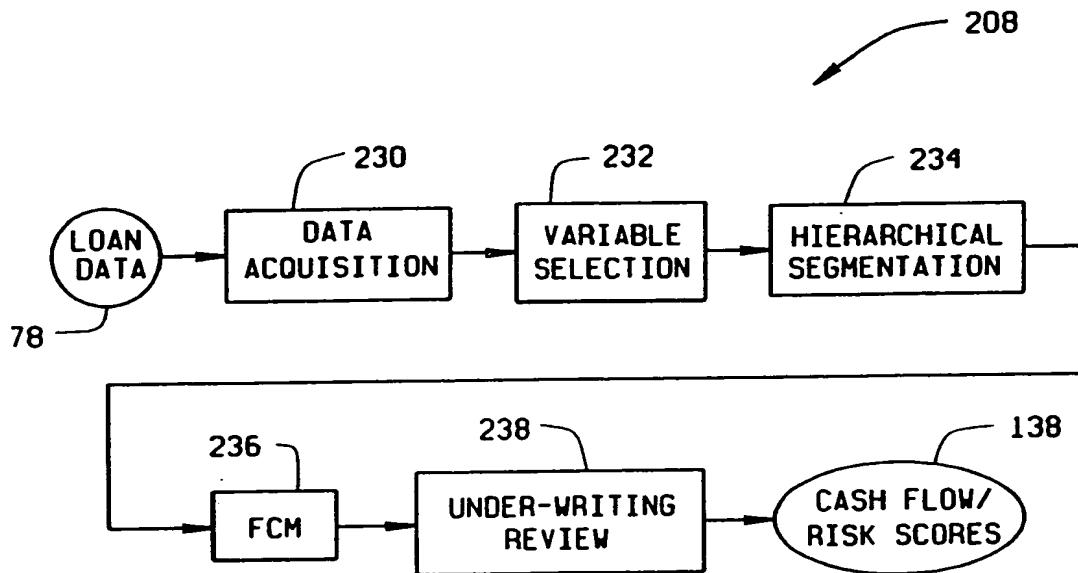 208
230
232
234
LOAN
DATA
DATA
ACQUISITION
VARIABLE
SELECTION
HIERARCHICAL
SEGMENTATION
78
236
238
138
FCM
UNDER-WRITING
REVIEW
CASH FLOW/
RISK SCORES